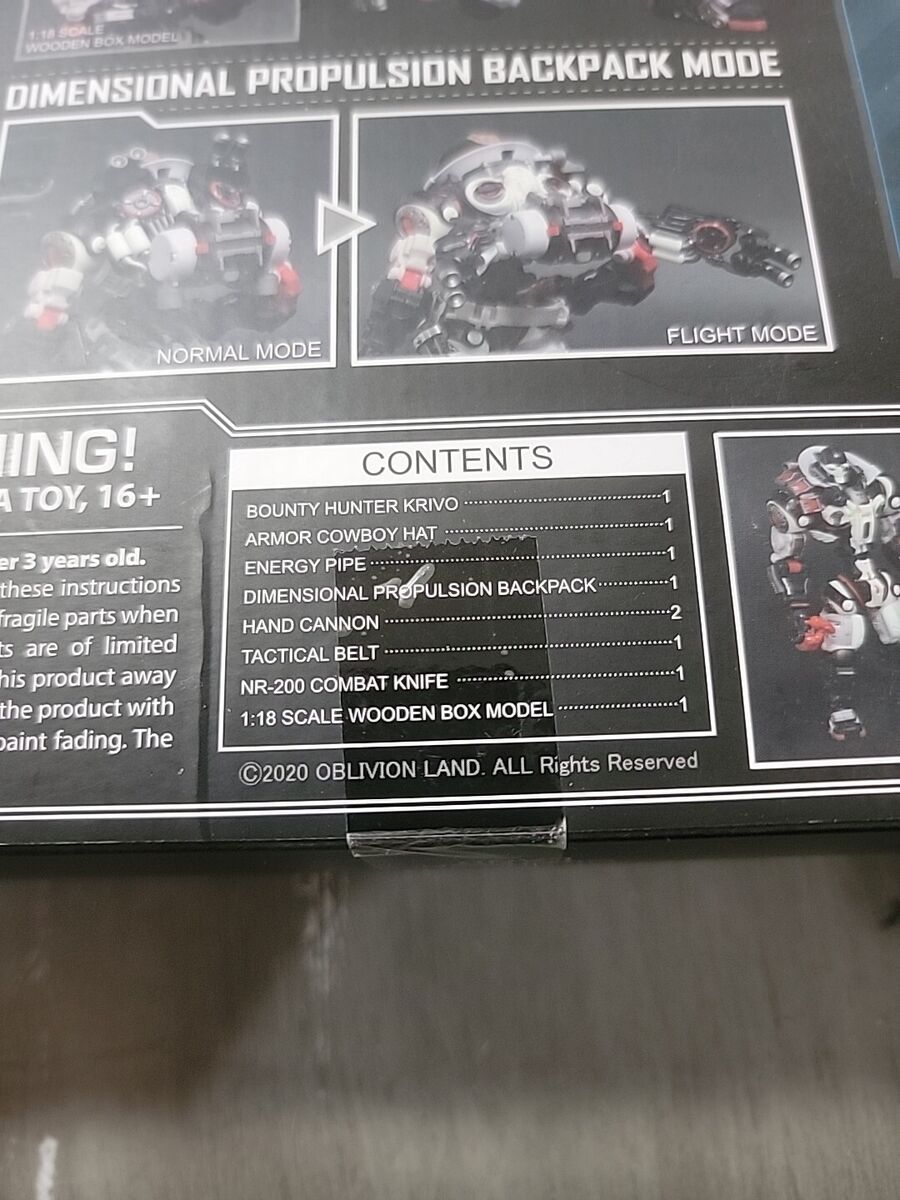 1:18 SCALE
WOODEN BOX MODEL
DIMENSIONAL PROPULSION BACKPACK MODE
NORMAL MODE
FLIGHT MODE
ING!
A TOY, 16+
er 3 years old.
these instructions
fragile parts when
ts are of limited
his product away
the product with
paint fading. The
CONTENTS
BOUNTY HUNTER KRIVO 1
ARMOR COWBOY HAT 1
ENERGY PIPE 1
DIMENSIONAL PROPULSION BACKPACK 1
HAND CANNON 2
TACTICAL BELT 1
NR-200 COMBAT KNIFE 1
1:18 SCALE WOODEN BOX MODEL 1
©2020 OBLIVION LAND. ALL Rights Reserved